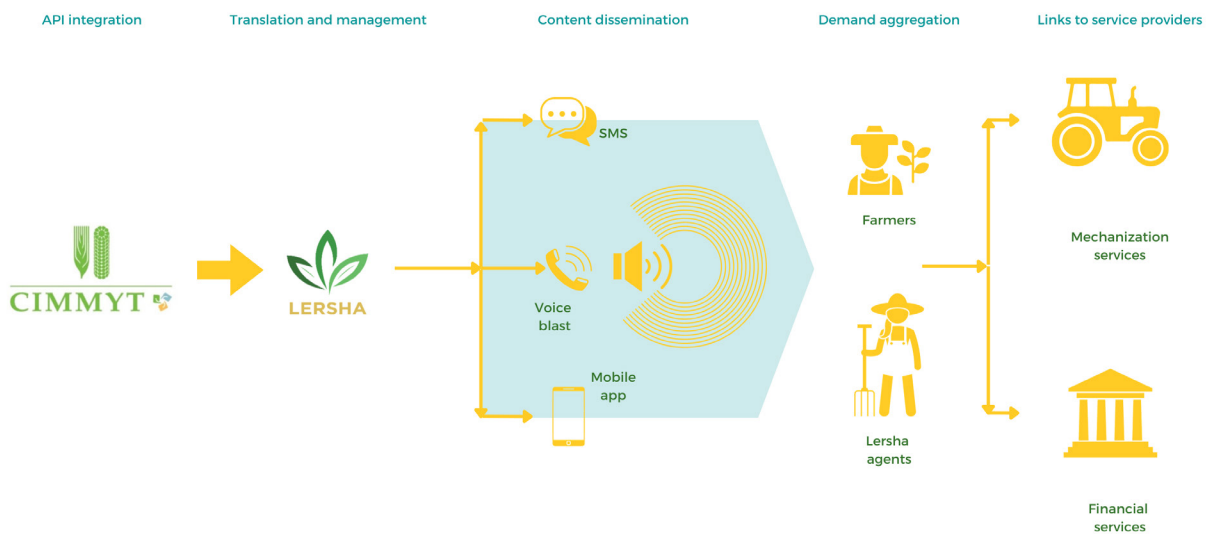 API integration
Translation and management
Content dissemination
Demand aggregation
Links to service providers
SMS
Farmers
Mechanization
services
CIMMYT
LERSHA
Voice
blast
Mobile
app
Lersha
agents
Financial
services